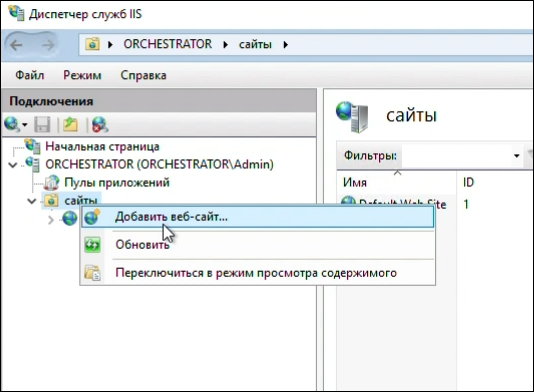 Диспетчер служб IIS
ORCHESTRATOR сайты
Файл Режим Справка
Подключения
Начальная страница
ORCHESTRATOR (ORCHESTRATOR\Admin)
Пулы приложений
сайты
Добавить веб-сайт...
Обновить
Переключиться в режим просмотра содержимого
сайты
Фильтры:
Имя ID
Default Web Site 1